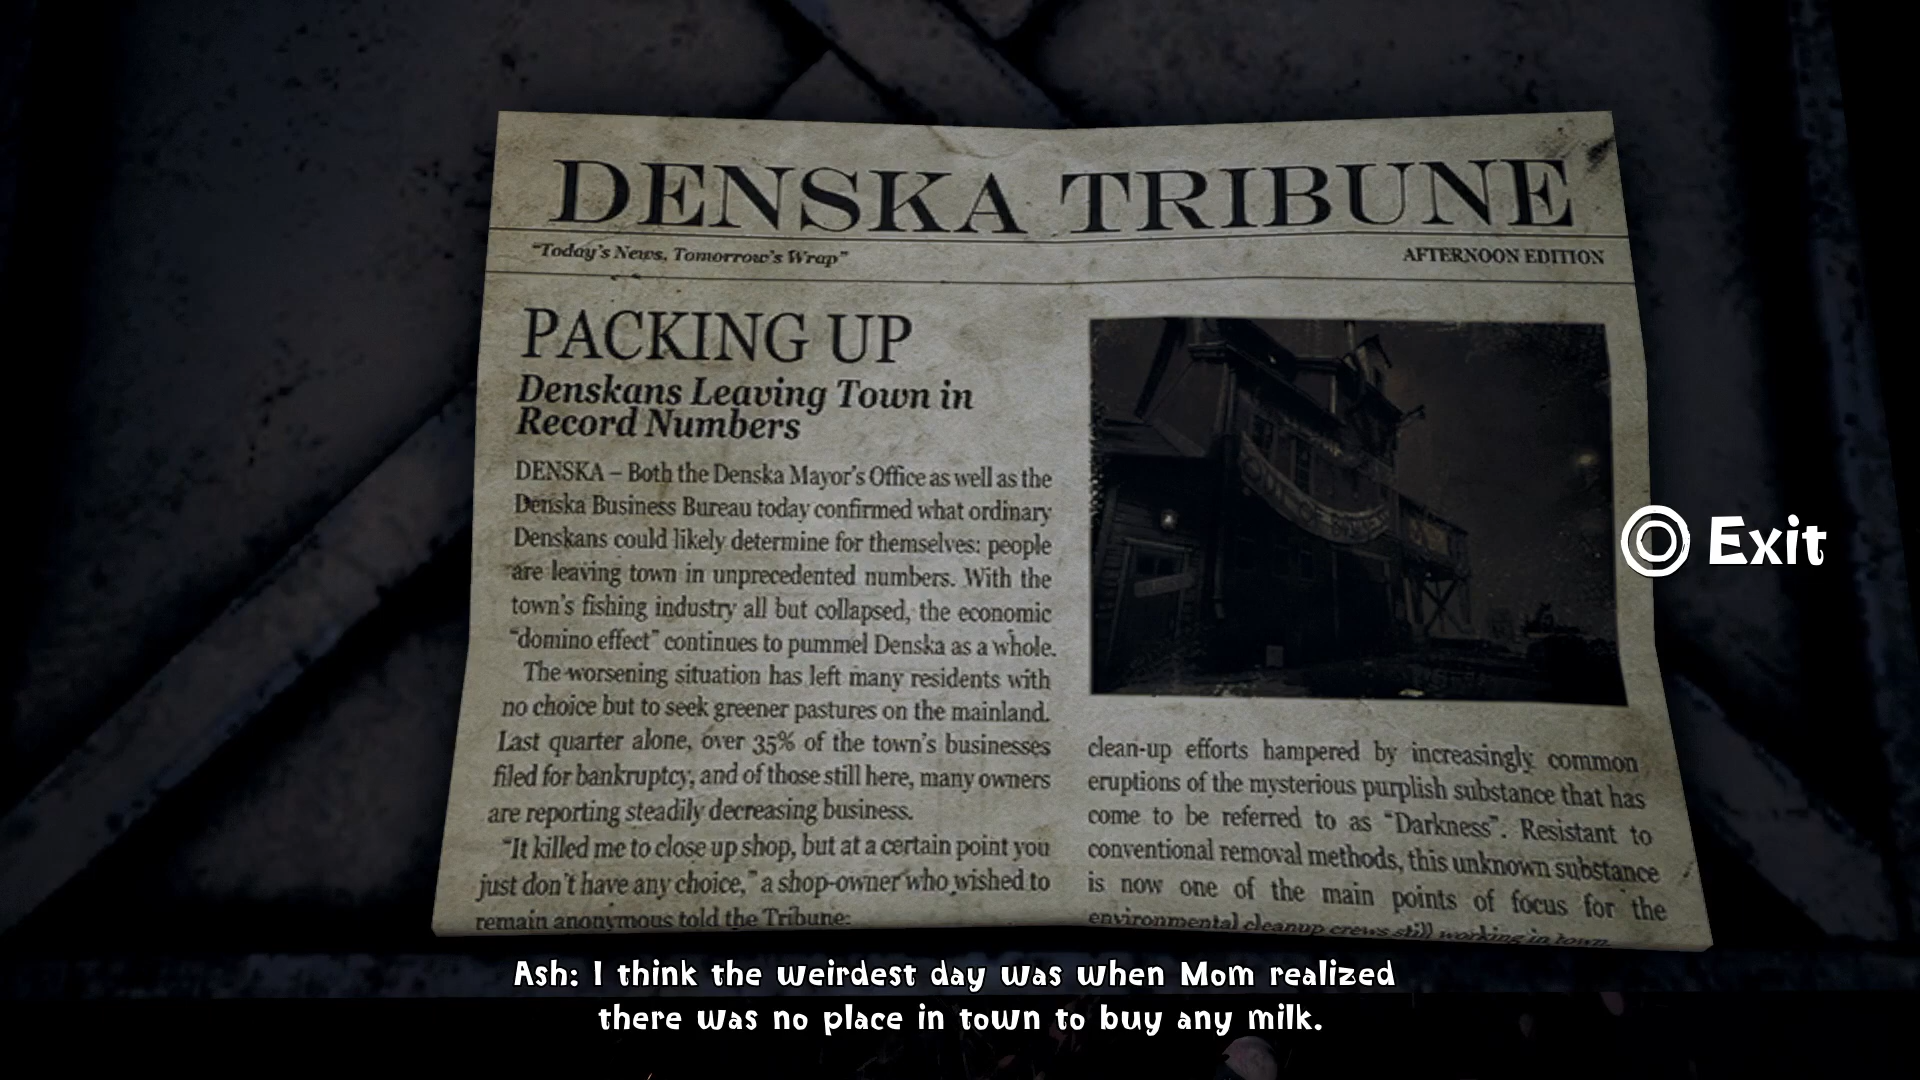 DENSKA TRIBUNE
"Today's News, Tomorrow's Wrap"
AFTERNOON EDITION
PACKING UP
Denskans Leaving Town in
Record Numbers
DENSKA – Both the Denska Mayor's Office as well as the
Denska Business Bureau today confirmed what ordinary
Denskans could likely determine for themselves: people
are leaving town in unprecedented numbers. With the
town's fishing industry all but collapsed, the economic
"domino effect" continues to pummel Denska as a whole.
The worsening situation has left many residents with
no choice but to seek greener pastures on the mainland.
Last quarter alone, over 35% of the town's businesses
filed for bankruptcy, and of those still here, many owners
are reporting steadily decreasing business.
"It killed me to close up shop, but at a certain point you
just don't have any choice," a shop-owner who wished to
remain anonymous told the Tribune:
clean-up efforts hampered by increasingly common
eruptions of the mysterious purplish substance that has
come to be referred to as "Darkness". Resistant to
conventional removal methods, this unknown substance
is now one of the main points of focus for the
environmental cleanup crews still working in town.
Exit
Ash: I think the weirdest day was when Mom realized
there was no place in town to buy any milk.